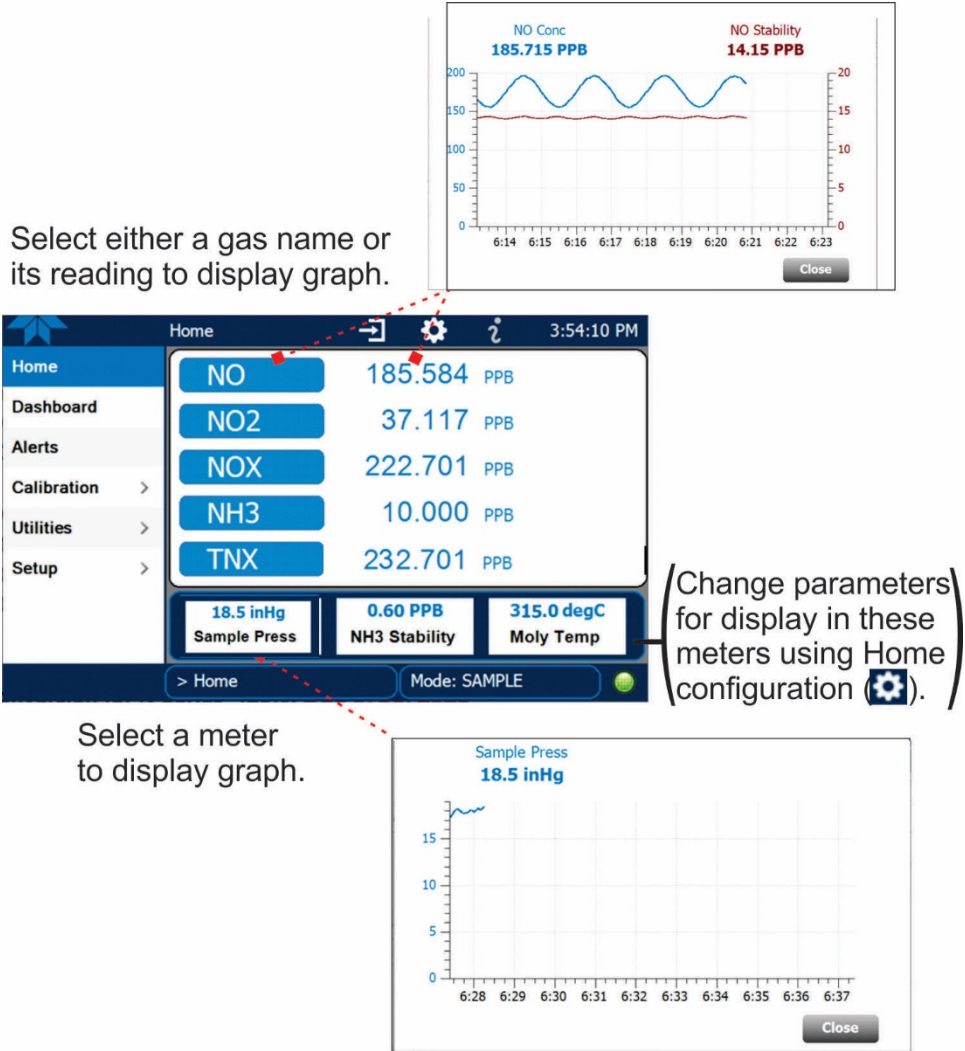 NO Conc
185.715 PPB
NO Stability
14.15 PPB
200
150
100
50
0
20
15
10
5
0
6:14 6:15 6:16 6:17 6:18 6:19 6:20 6:21 6:22 6:23
Close
Select either a gas name or
its reading to display graph.
Home
3:54:10 PM
Home
Dashboard
Alerts
Calibration >
Utilities >
Setup >
NO 185.584 PPB
NO2 37.117 PPB
NOX 222.701 PPB
NH3 10.000 PPB
TNX 232.701 PPB
18.5 inHg
Sample Press
0.60 PPB
NH3 Stability
315.0 degC
Moly Temp
> Home
Mode: SAMPLE
(Change parameters
for display in these
meters using Home
configuration ( ).)
Select a meter
to display graph.
Sample Press
18.5 inHg
15
10
5
0
6:28 6:29 6:30 6:31 6:32 6:33 6:34 6:35 6:36 6:37
Close